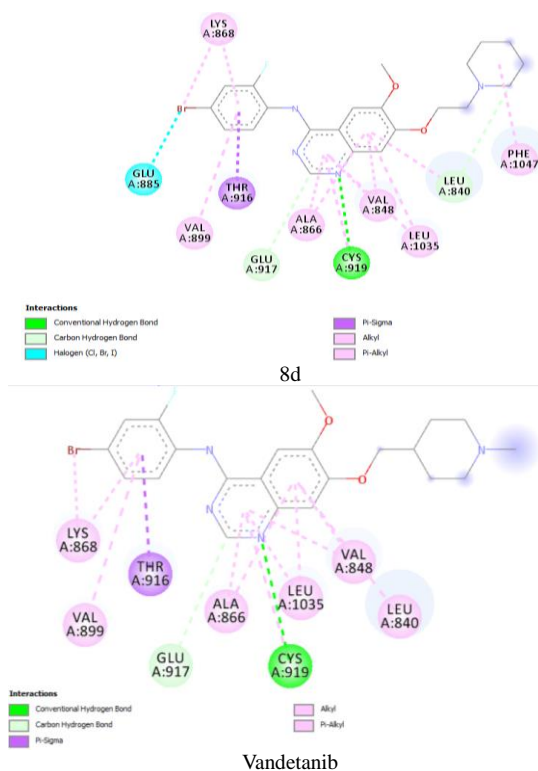 LYS
A:868
Br
N
O
N
O
N
N
GLU
A:885
THR
A:916
VAL
A:899
GLU
A:917
ALA
A:866
CYS
A:919
VAL
A:848
LEU
A:1035
LEU
A:840
PHE
A:1047
Interactions
Conventional Hydrogen Bond
Carbon Hydrogen Bond
Halogen (Cl, Br, I)
Pi-Sigma
Alkyl
Pi-Alkyl
8d
Br
N
O
O
N
N
N
LYS
A:868
THR
A:916
VAL
A:899
GLU
A:917
ALA
A:866
CYS
A:919
LEU
A:1035
VAL
A:848
LEU
A:840
Interactions
Conventional Hydrogen Bond
Carbon Hydrogen Bond
Pi-Sigma
Alkyl
Pi-Alkyl
Vandetanib